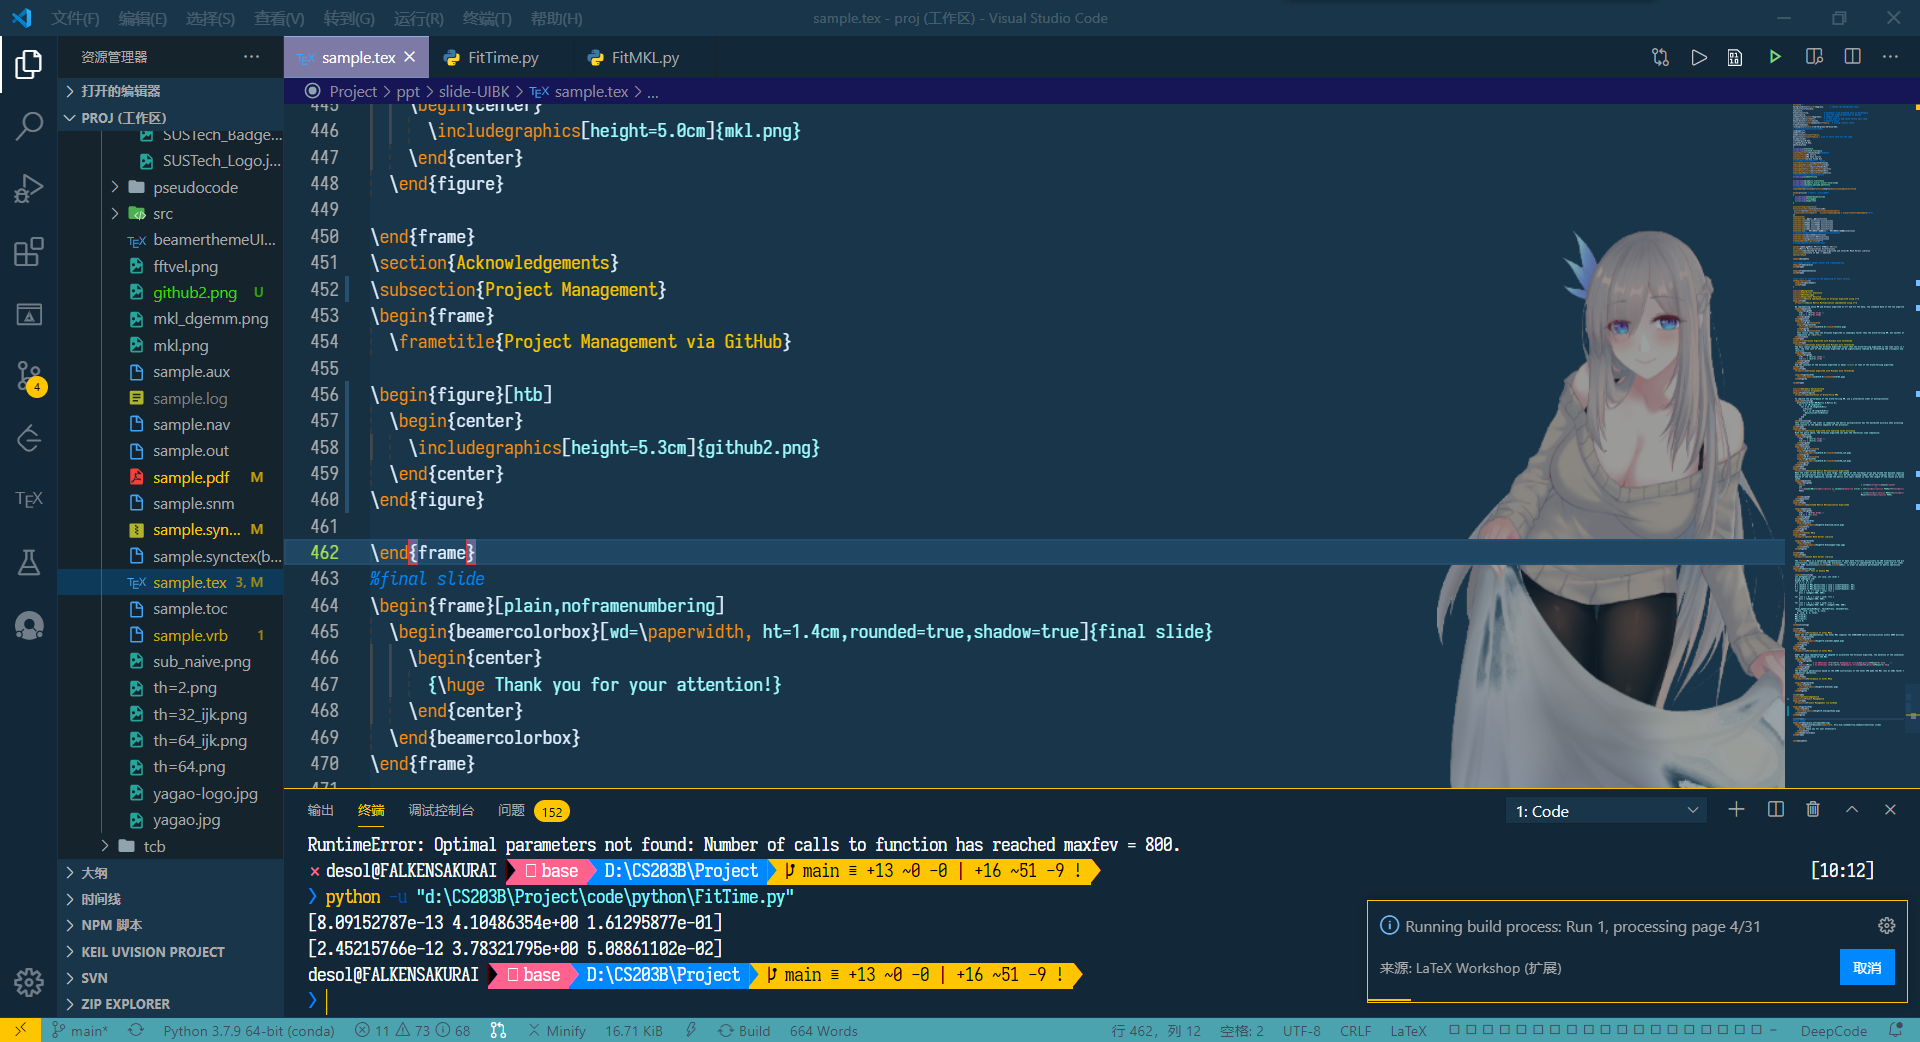 文件(F) 编辑(E) 选择(S) 查看(V) 转到(G) 运行(R) 终端(T) 帮助(H)
sample.tex - proj (工作区) - Visual Studio Code
资源管理器
打开的编辑器
PROJ (工作区)
SUSTech_Badge...
SUSTech_Logo.j...
pseudocode
src
beamerthemeUI...
fftvel.png
github2.png U
mkl_dgemm.png
mkl.png
sample.aux
sample.log
sample.nav
sample.out
sample.pdf M
sample.snm
sample.syn... M
sample.synctex(b...
sample.tex 3, M
sample.toc
sample.vrb 1
sub_naive.png
th=2.png
th=32_ijk.png
th=64_ijk.png
th=64.png
yagao-logo.jpg
yagao.jpg
tcb
大纲
时间线
NPM 脚本
KEIL UVISION PROJECT
SVN
ZIP EXPLORER
4
sample.tex FitTime.py FitMKL.py
Project > ppt > slide-UIBK > sample.tex > ...
445 \begin{center}
446 \includegraphics[height=5.0cm]{mkl.png}
447 \end{center}
448 \end{figure}
449
450 \end{frame}
451 \section{Acknowledgements}
452 \subsection{Project Management}
453 \begin{frame}
454 \frametitle{Project Management via GitHub}
455
456 \begin{figure}[htb]
457 \begin{center}
458 \includegraphics[height=5.3cm]{github2.png}
459 \end{center}
460 \end{figure}
461
462 \end{frame}
463 %final slide
464 \begin{frame}[plain,noframenumbering]
465 \begin{beamercolorbox}[wd=\paperwidth, ht=1.4cm,rounded=true,shadow=true]{final slide}
466 \begin{center}
467 {\huge Thank you for your attention!}
468 \end{center}
469 \end{beamercolorbox}
470 \end{frame}
471
输出 终端 调试控制台 问题 152
1: Code
RuntimeError: Optimal parameters not found: Number of calls to function has reached maxfev = 800.
× desol@FALKENSAKURAI base D:\CS203B\Project main ≡ +13 ~0 -0 | +16 ~51 -9 ! [10:12]
❯ python -u "d:\CS203B\Project\code\python\FitTime.py"
[8.09152787e-13 4.10486354e+00 1.61295877e-01]
[2.45215766e-12 3.78321795e+00 5.08861102e-02]
desol@FALKENSAKURAI base D:\CS203B\Project main ≡ +13 ~0 -0 | +16 ~51 -9 !
❯
Running build process: Run 1, processing page 4/31
来源: LaTeX Workshop (扩展)
取消
main* Python 3.7.9 64-bit (conda) 11 73 68 Minify 16.71 KiB Build 664 Words
行 462，列 12 空格: 2 UTF-8 CRLF LaTeX DeepCode